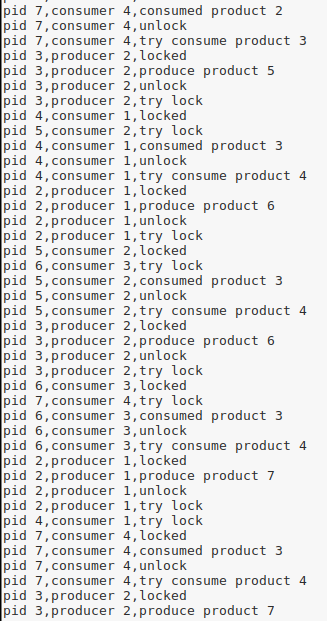 pid 7,consumer 4,consumed product 2
pid 7,consumer 4,unlock
pid 7,consumer 4,try consume product 3
pid 3,producer 2,locked
pid 3,producer 2,produce product 5
pid 3,producer 2,unlock
pid 3,producer 2,try lock
pid 4,consumer 1,locked
pid 5,consumer 2,try lock
pid 4,consumer 1,consumed product 3
pid 4,consumer 1,unlock
pid 4,consumer 1,try consume product 4
pid 2,producer 1,locked
pid 2,producer 1,produce product 6
pid 2,producer 1,unlock
pid 2,producer 1,try lock
pid 5,consumer 2,locked
pid 6,consumer 3,try lock
pid 5,consumer 2,consumed product 3
pid 5,consumer 2,unlock
pid 5,consumer 2,try consume product 4
pid 3,producer 2,locked
pid 3,producer 2,produce product 6
pid 3,producer 2,unlock
pid 3,producer 2,try lock
pid 6,consumer 3,locked
pid 7,consumer 4,try lock
pid 6,consumer 3,consumed product 3
pid 6,consumer 3,unlock
pid 6,consumer 3,try consume product 4
pid 2,producer 1,locked
pid 2,producer 1,produce product 7
pid 2,producer 1,unlock
pid 2,producer 1,try lock
pid 4,consumer 1,try lock
pid 7,consumer 4,locked
pid 7,consumer 4,consumed product 3
pid 7,consumer 4,unlock
pid 7,consumer 4,try consume product 4
pid 3,producer 2,locked
pid 3,producer 2,produce product 7